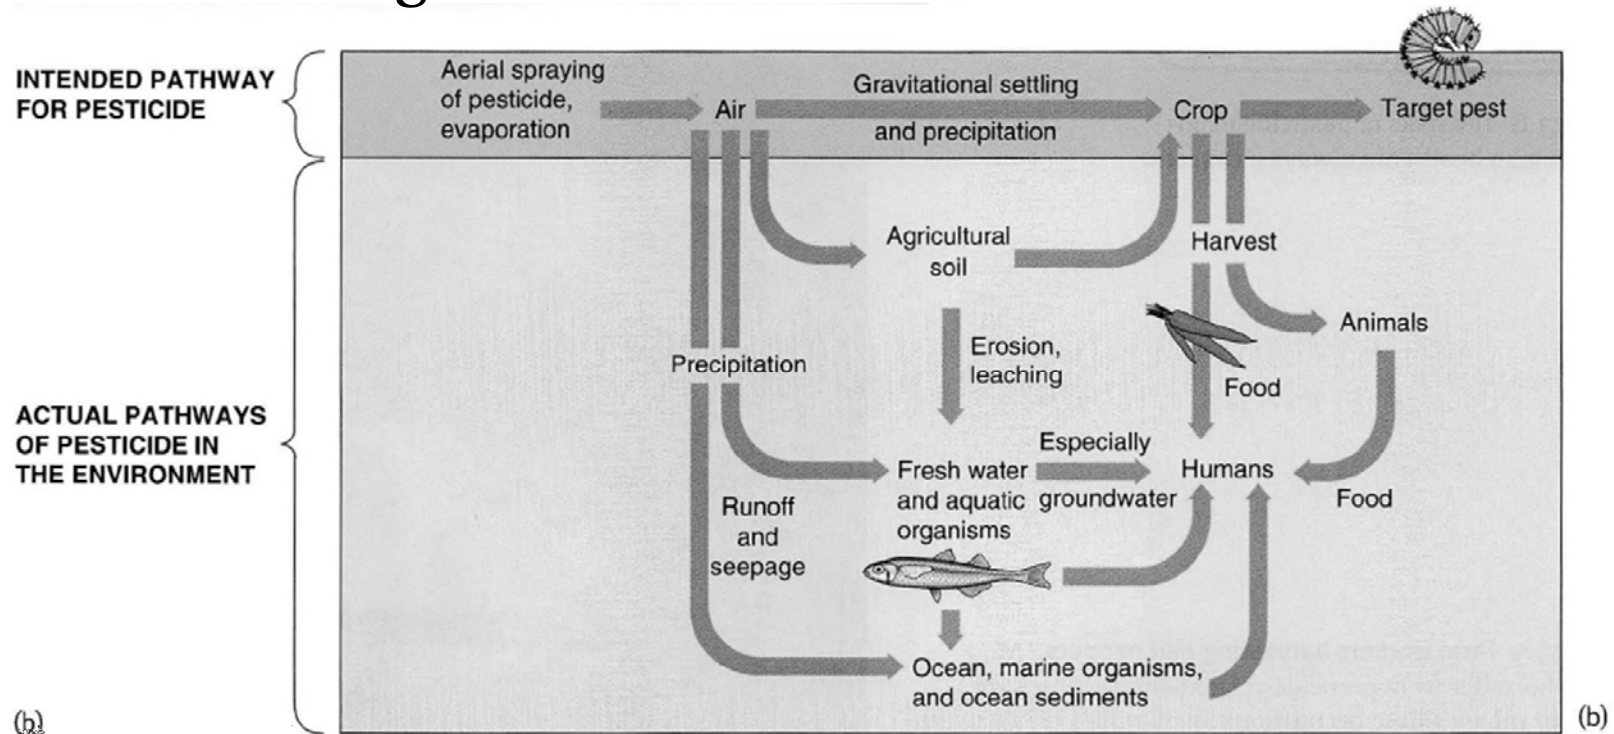 INTENDED PATHWAY
FOR PESTICIDE
Aerial spraying
of pesticide,
evaporation
Air
Gravitational settling
and precipitation
Crop
Target pest
Agricultural
soil
Harvest
Animals
Precipitation
Erosion,
leaching
Food
ACTUAL PATHWAYS
OF PESTICIDE IN
THE ENVIRONMENT
Especially
groundwater
Fresh water
and aquatic
organisms
Humans
Food
Runoff
and
seepage
Ocean, marine organisms,
and ocean sediments
(b)
(b)